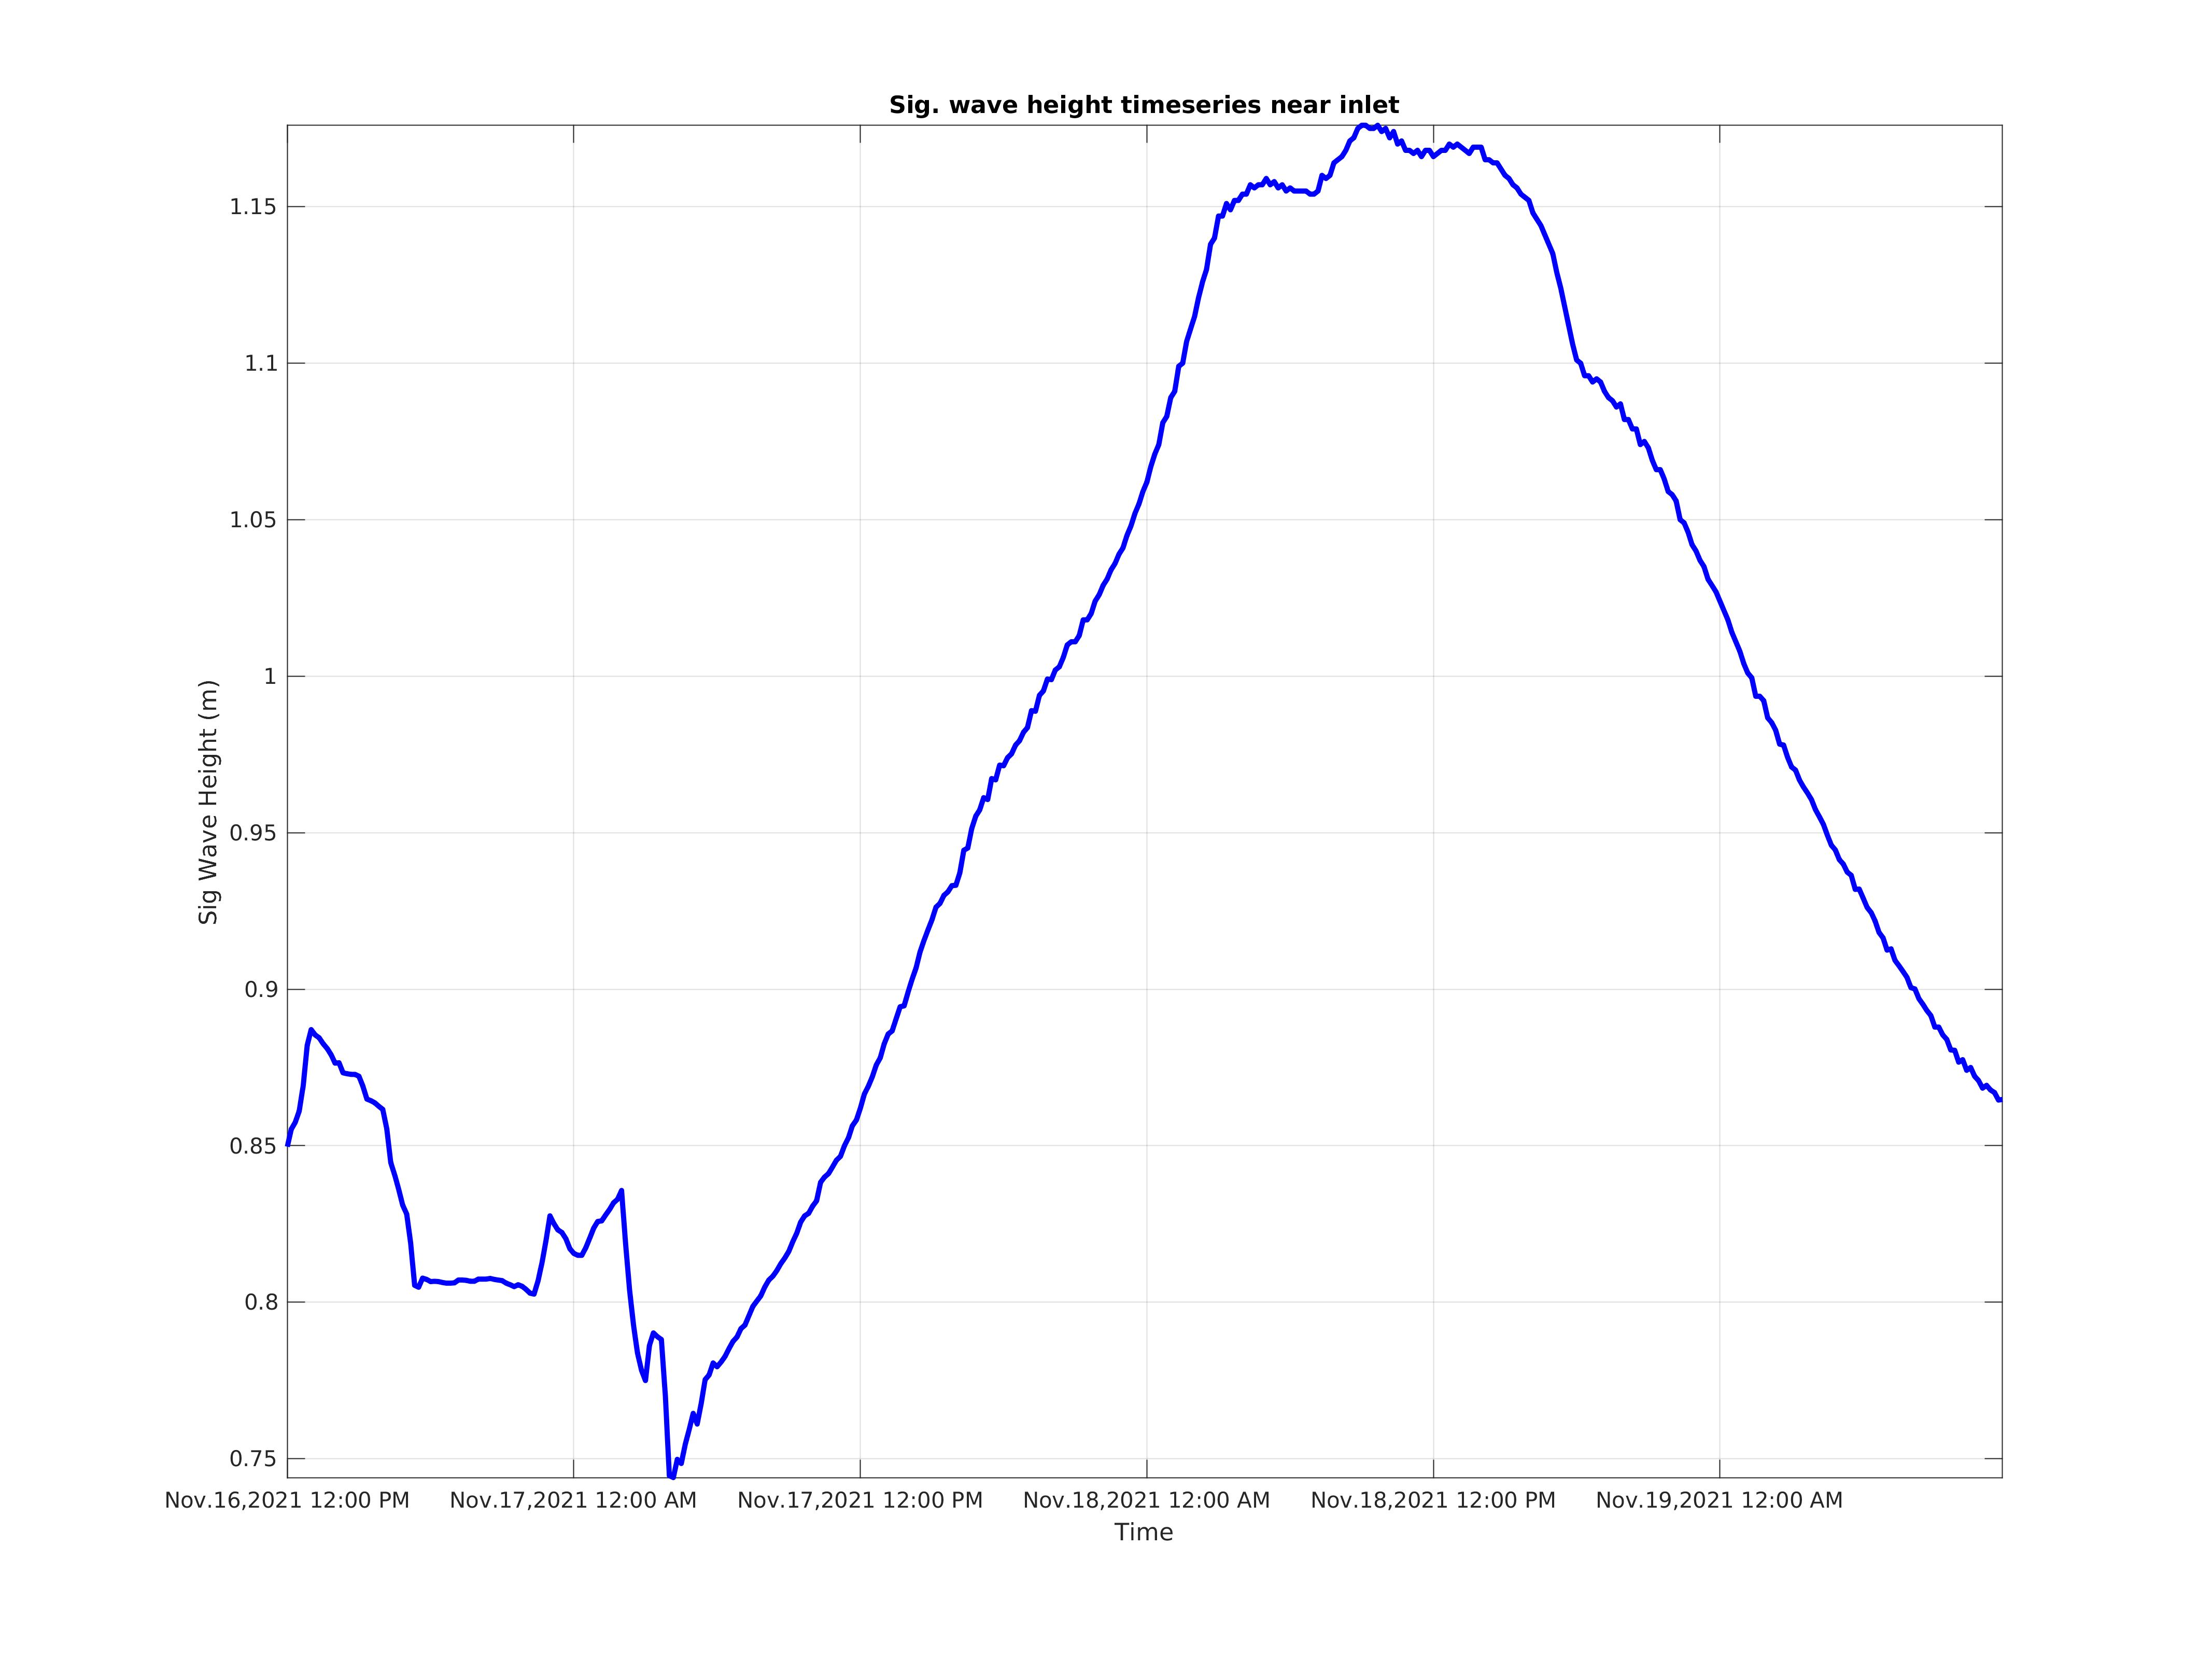 Sig. wave height timeseries near inlet
1.15
1.1
1.05
1
0.95
0.9
0.85
0.8
0.75
Sig Wave Height (m)
Nov.16,2021 12:00 PM Nov.17,2021 12:00 AM Nov.17,2021 12:00 PM Nov.18,2021 12:00 AM Nov.18,2021 12:00 PM Nov.19,2021 12:00 AM
Time